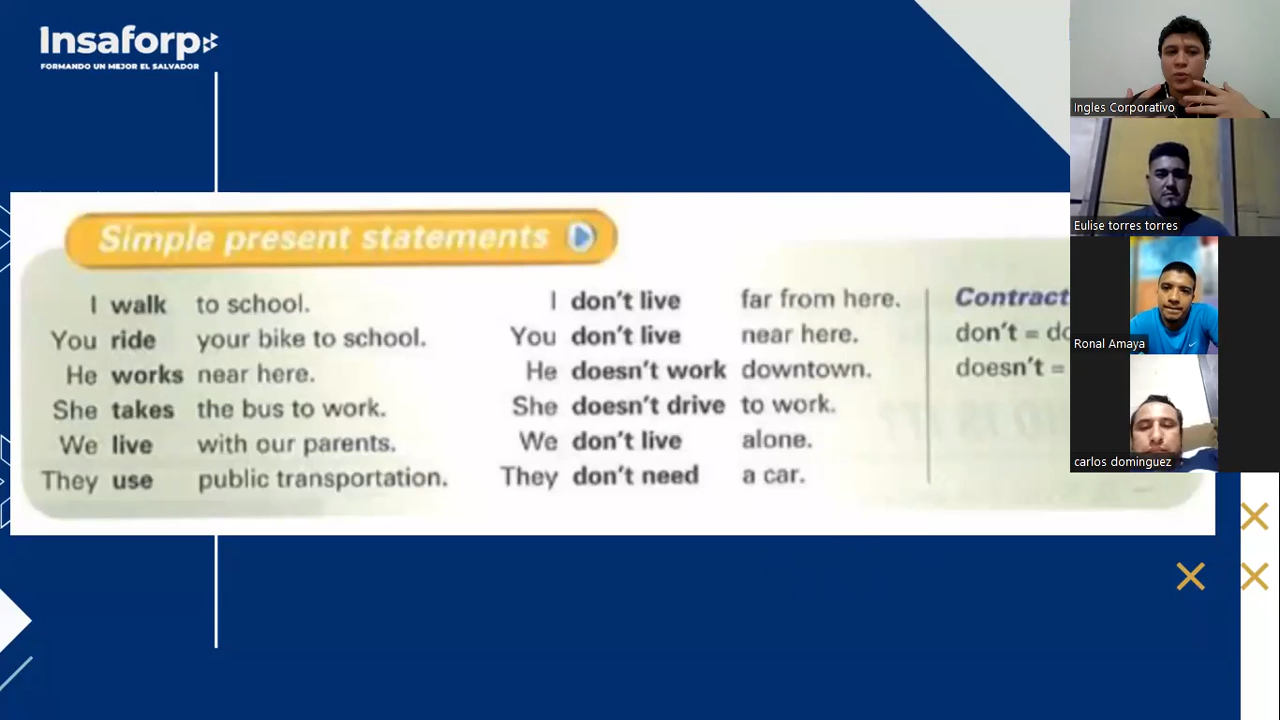 Insaforp
FORMANDO UN MEJOR EL SALVADOR
Simple present statements
I walk to school.
You ride your bike to school.
He works near here.
She takes the bus to work.
We live with our parents.
They use public transportation.
I don't live far from here.
You don't live near here.
He doesn't work downtown.
She doesn't drive to work.
We don't live alone.
They don't need a car.
Contract
don't = do
doesn't =
Ingles Corporativo
Eulise torres torres
Ronal Amaya
carlos dominguez